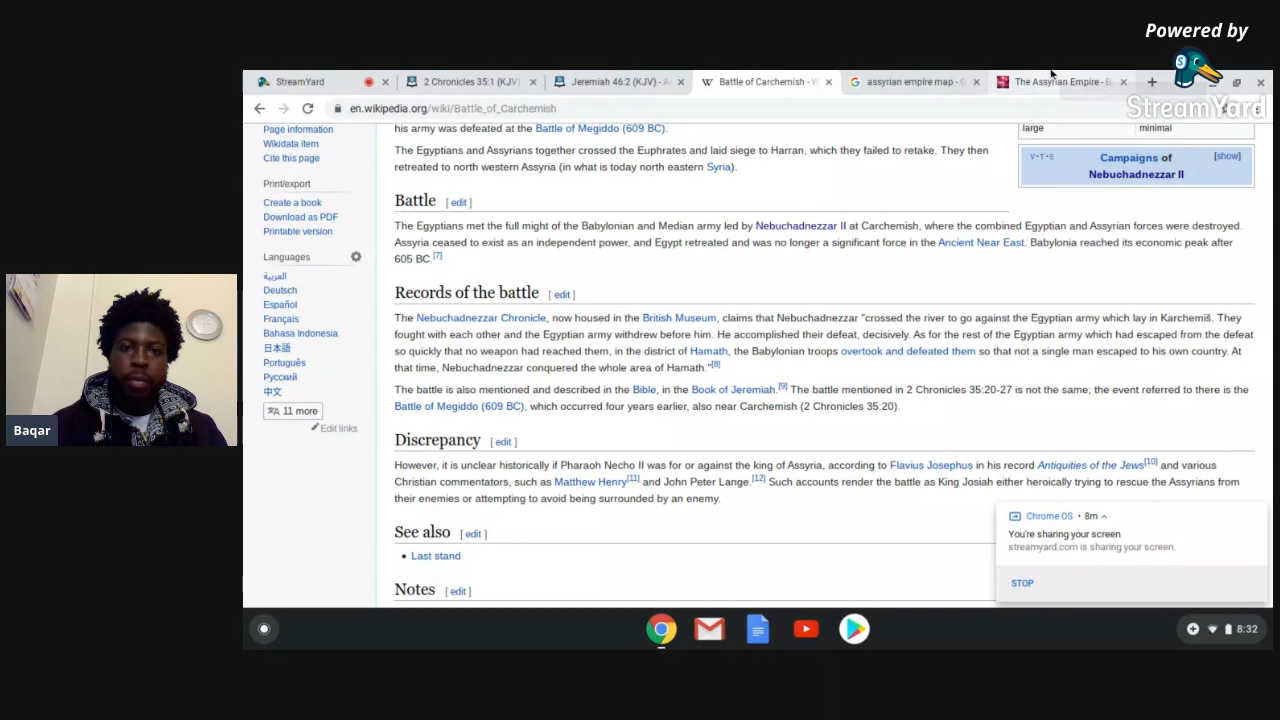 Powered by
StreamYard
StreamYard
2 Chronicles 35:1 (KJV)
Jeremiah 46:2 (KJV) - A
Battle of Carchemish - W
assyrian empire map - G
The Assyrian Empire - B
en.wikipedia.org/wiki/Battle_of_Carchemish
Page information
Wikidata item
Cite this page
Print/export
Create a book
Download as PDF
Printable version
Languages
العربية
Deutsch
Español
Français
Bahasa Indonesia
日本語
Português
Русский
中文
11 more
Edit links
his army was defeated at the Battle of Megiddo (609 BC).
The Egyptians and Assyrians together crossed the Euphrates and laid siege to Harran, which they failed to retake. They then
retreated to north western Assyria (in what is today north eastern Syria).
large minimal
V·T·E Campaigns of [show]
Nebuchadnezzar II
Battle [ edit ]
The Egyptians met the full might of the Babylonian and Median army led by Nebuchadnezzar II at Carchemish, where the combined Egyptian and Assyrian forces were destroyed.
Assyria ceased to exist as an independent power, and Egypt retreated and was no longer a significant force in the Ancient Near East. Babylonia reached its economic peak after
605 BC.[7]
Records of the battle [ edit ]
The Nebuchadnezzar Chronicle, now housed in the British Museum, claims that Nebuchadnezzar "crossed the river to go against the Egyptian army which lay in Karchemiš. They
fought with each other and the Egyptian army withdrew before him. He accomplished their defeat, decisively. As for the rest of the Egyptian army which had escaped from the defeat
so quickly that no weapon had reached them, in the district of Hamath, the Babylonian troops overtook and defeated them so that not a single man escaped to his own country. At
that time, Nebuchadnezzar conquered the whole area of Hamath."[8]
The battle is also mentioned and described in the Bible, in the Book of Jeremiah.[9] The battle mentioned in 2 Chronicles 35:20-27 is not the same; the event referred to there is the
Battle of Megiddo (609 BC), which occurred four years earlier, also near Carchemish (2 Chronicles 35:20).
Discrepancy [ edit ]
However, it is unclear historically if Pharaoh Necho II was for or against the king of Assyria, according to Flavius Josephus in his record Antiquities of the Jews[10] and various
Christian commentators, such as Matthew Henry[11] and John Peter Lange.[12] Such accounts render the battle as King Josiah either heroically trying to rescue the Assyrians from
their enemies or attempting to avoid being surrounded by an enemy.
See also [ edit ]
• Last stand
Notes [ edit ]
Chrome OS • 8m
You're sharing your screen
streamyard.com is sharing your screen.
STOP
8:32
Baqar